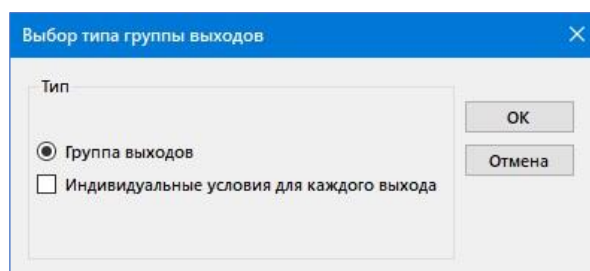 Выбор типа группы выходов
Тип
ОК
Группа выходов
Отмена
Индивидуальные условия для каждого выхода